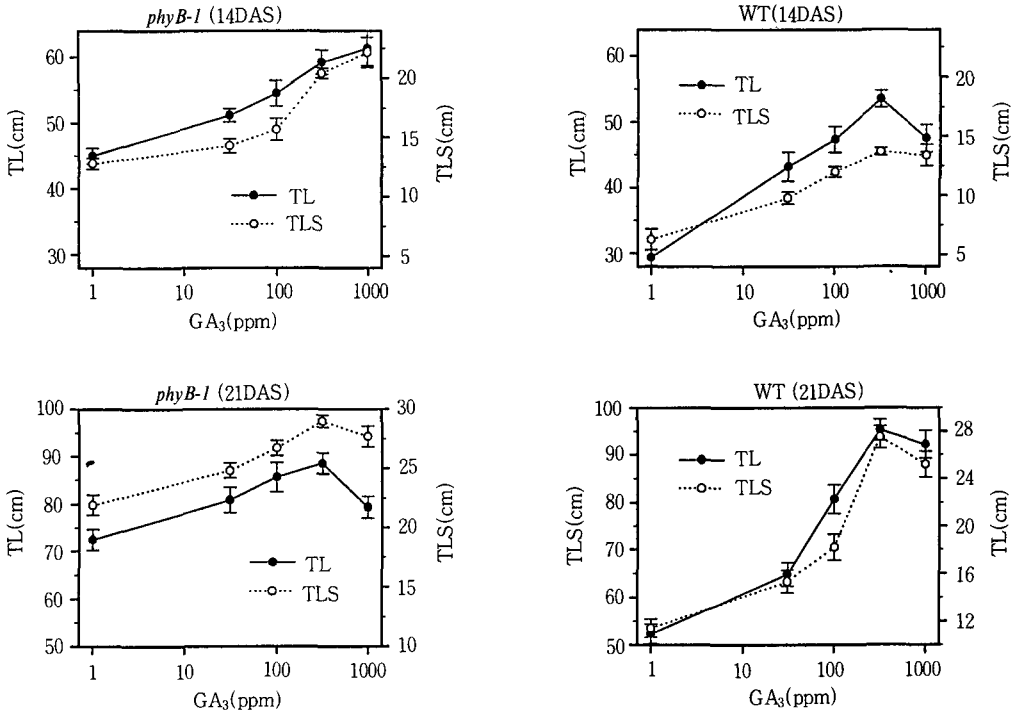 phyB-1 (14DAS)
60
50
40
30
TL(cm)
20
15
10
5
TLS(cm)
TL
TLS
1 10 100 1000
GA₃(ppm)
WT(14DAS)
60
50
40
30
TL(cm)
20
15
10
5
TLS(cm)
TL
TLS
1 10 100 1000
GA₃(ppm)
phyB-1 (21DAS)
100
90
80
70
60
50
TL(cm)
30
25
20
15
10
TLS(cm)
TL
TLS
1 10 100 1000
GA₃(ppm)
WT (21DAS)
100
90
80
70
60
50
TLS(cm)
28
24
20
16
12
TL(cm)
TL
TLS
1 10 100 1000
GA₃(ppm)